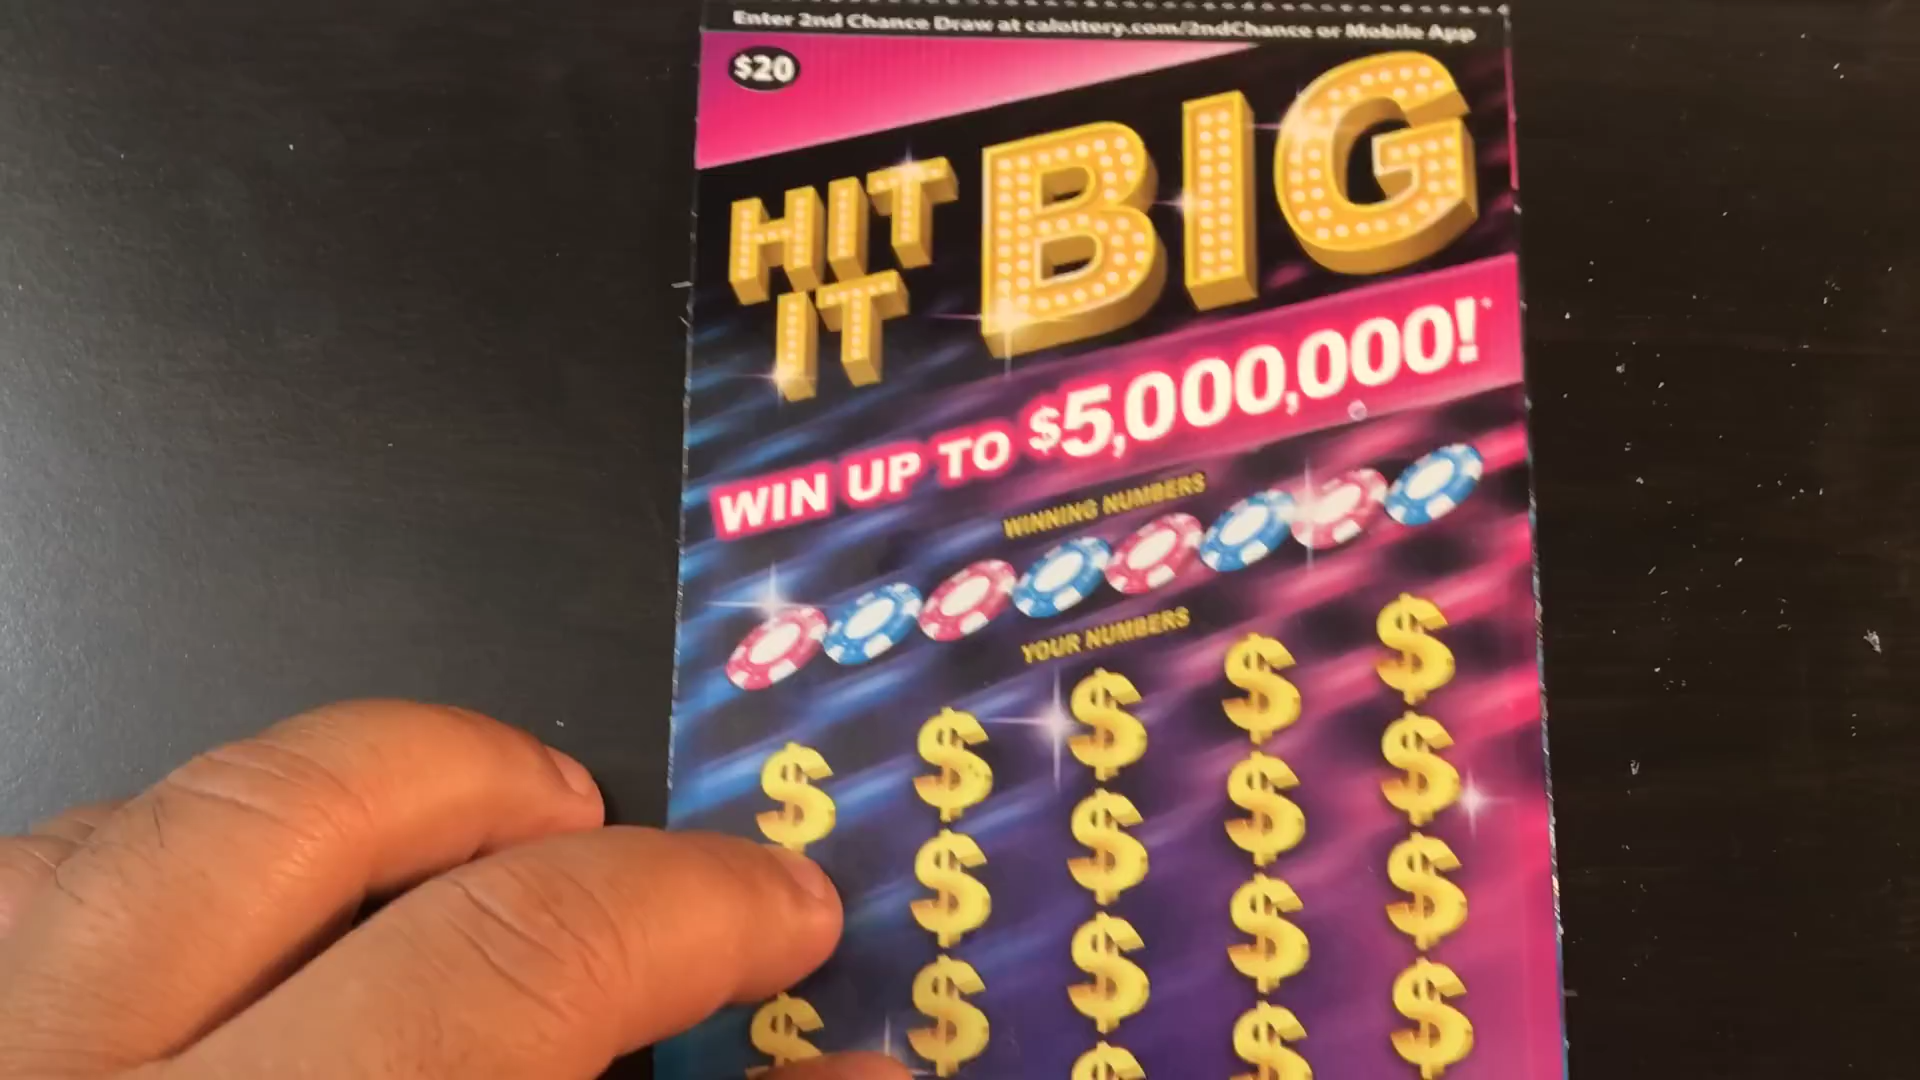 Enter 2nd Chance Draw at calottery.com/2ndChance or Mobile App
$20
HIT
IT
BIG
WIN UP TO $5,000,000!*
WINNING NUMBERS
YOUR NUMBERS